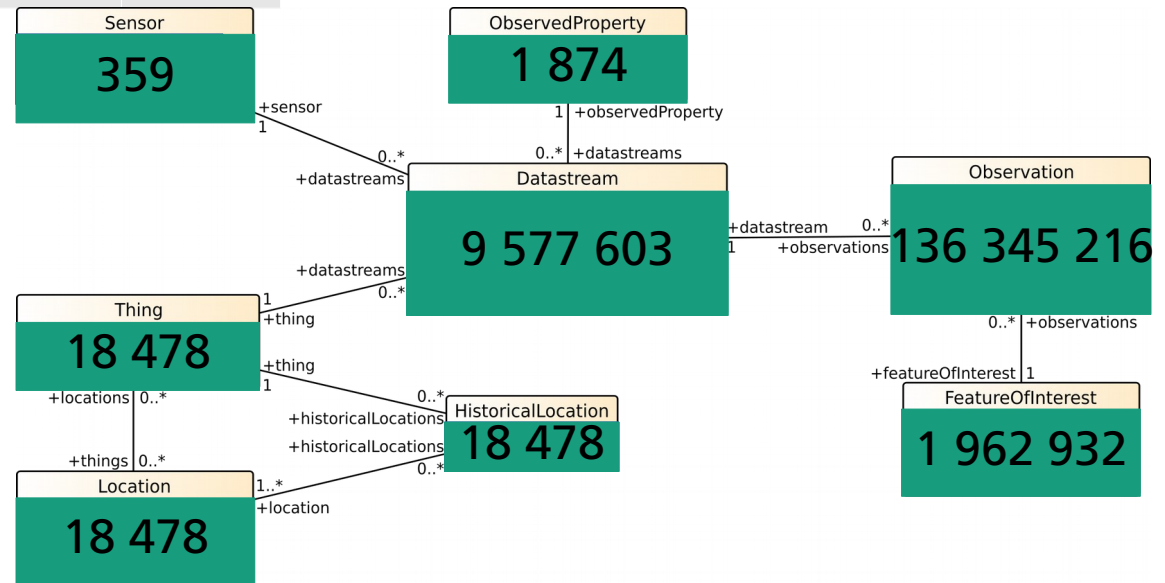 Sensor
359
ObservedProperty
1 874
+sensor
1
1 +observedProperty
0..*
+datastreams
0..* +datastreams
Datastream
9 577 603
Observation
136 345 216
+datastream 0..*
1 +observations
+datastreams
0..*
1
+thing
Thing
18 478
+thing
1
0..*
+historicalLocations
HistoricalLocation
18 478
+historicalLocations
0..*
+locations 0..*
+things 0..*
Location
18 478
1..*
+location
0..* +observations
+featureOfInterest 1
FeatureOfInterest
1 962 932